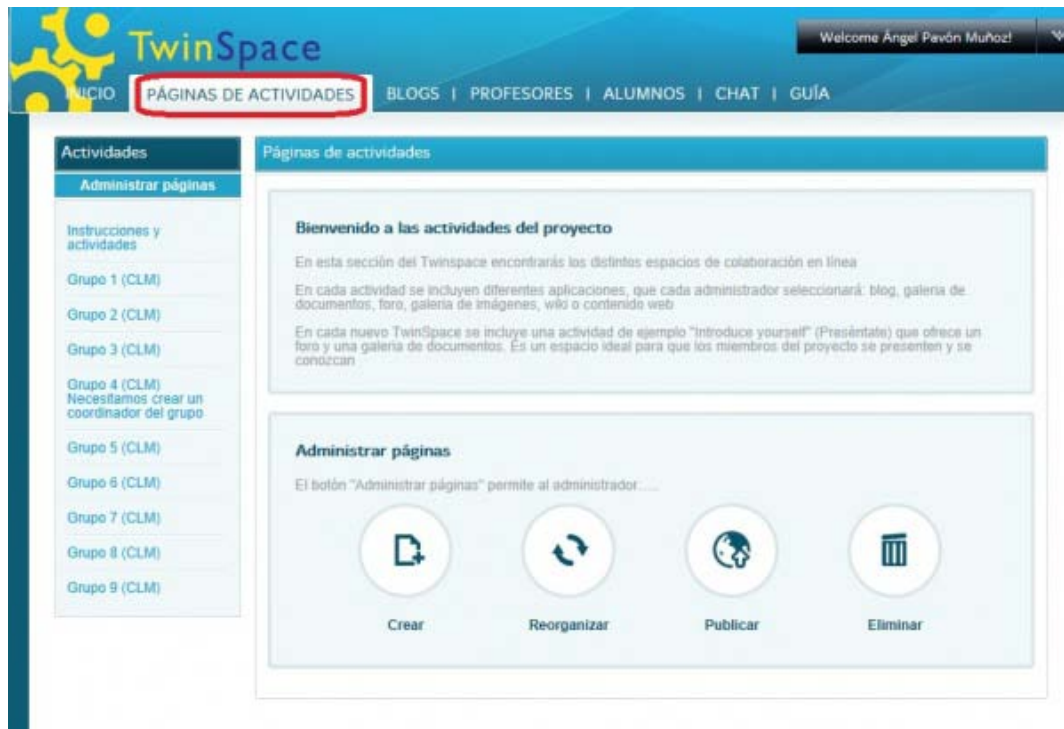 TwinSpace
Welcome Ángel Pavón Muñoz!
INICIO
PÁGINAS DE ACTIVIDADES
BLOGS | PROFESORES | ALUMNOS | CHAT | GUÍA
Actividades
Administrar páginas
Instrucciones y
actividades
Grupo 1 (CLM)
Grupo 2 (CLM)
Grupo 3 (CLM)
Grupo 4 (CLM)
Necesitamos crear un
coordinador del grupo
Grupo 5 (CLM)
Grupo 6 (CLM)
Grupo 7 (CLM)
Grupo 8 (CLM)
Grupo 9 (CLM)
Páginas de actividades
Bienvenido a las actividades del proyecto
En esta sección del Twinspace encontrarás los distintos espacios de colaboración en línea
En cada actividad se incluyen diferentes aplicaciones, que cada administrador seleccionará: blog, galería de
documentos, foro, galería de imágenes, wiki o contenido web
En cada nuevo TwinSpace se incluye una actividad de ejemplo "Introduce yourself" (Preséntate) que ofrece un
foro y una galería de documentos. Es un espacio ideal para que los miembros del proyecto se presenten y se
conozcan
Administrar páginas
El botón "Administrar páginas" permite al administrador.....
Crear
Reorganizar
Publicar
Eliminar